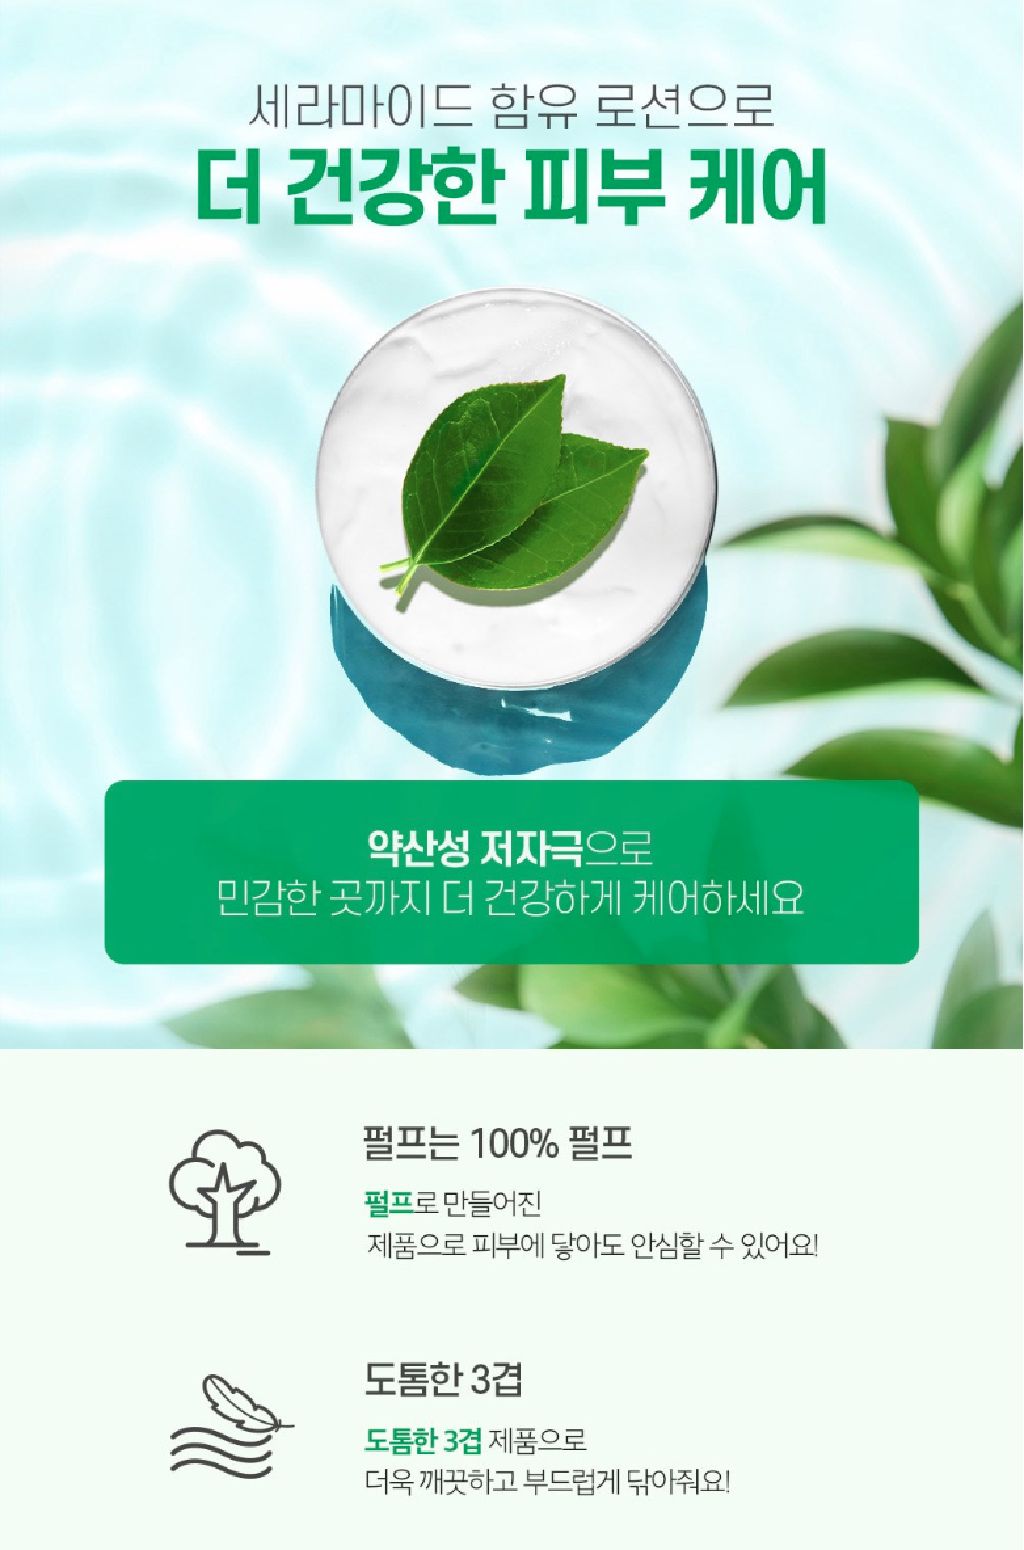 세라마이드 함유 로션으로
더 건강한 피부 케어
약산성 저자극으로
민감한 곳까지 더 건강하게 케어하세요
펄프는 100% 펄프
펄프로 만들어진
제품으로 피부에 닿아도 안심할 수 있어요!
도톰한 3겹
도톰한 3겹 제품으로
더욱 깨끗하고 부드럽게 닦아줘요!